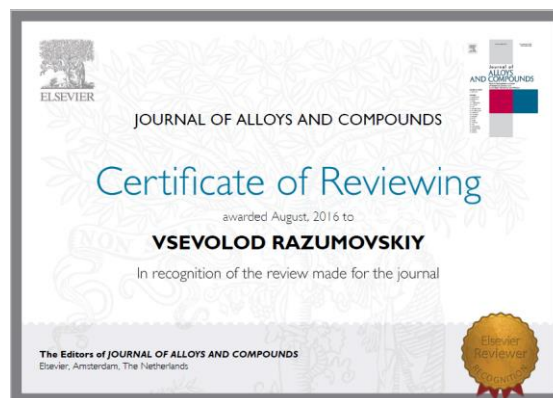 ELSEVIER
Journal of
ALLOYS
AND COMPOUNDS
JOURNAL OF ALLOYS AND COMPOUNDS
Certificate of Reviewing
awarded August, 2016 to
VSEVOLOD RAZUMOVSKIY
In recognition of the review made for the journal
The Editors of JOURNAL OF ALLOYS AND COMPOUNDS
Elsevier, Amsterdam, The Netherlands
Elsevier
Reviewer
RECOGNITION
NON SOLUS